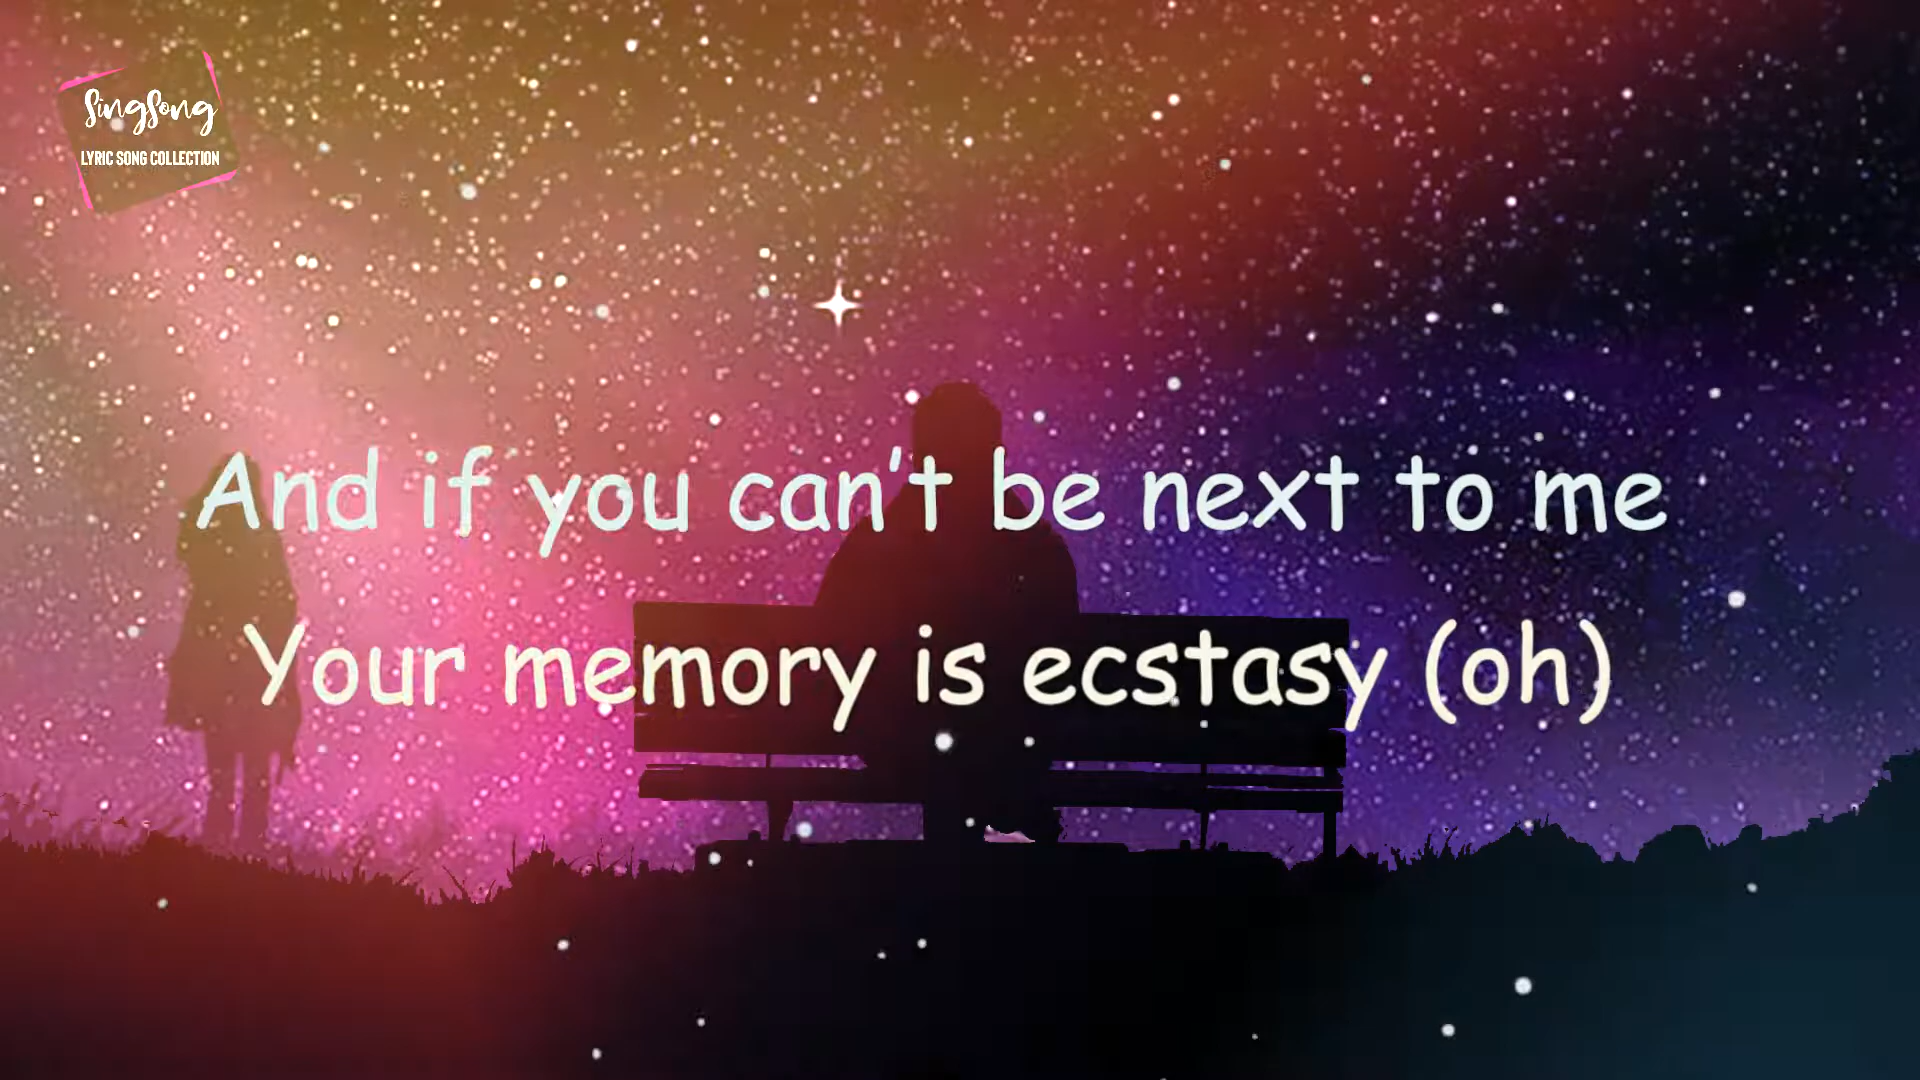 SingSong
LYRIC SONG COLLECTION
And if you can't be next to me
Your memory is ecstasy (oh)